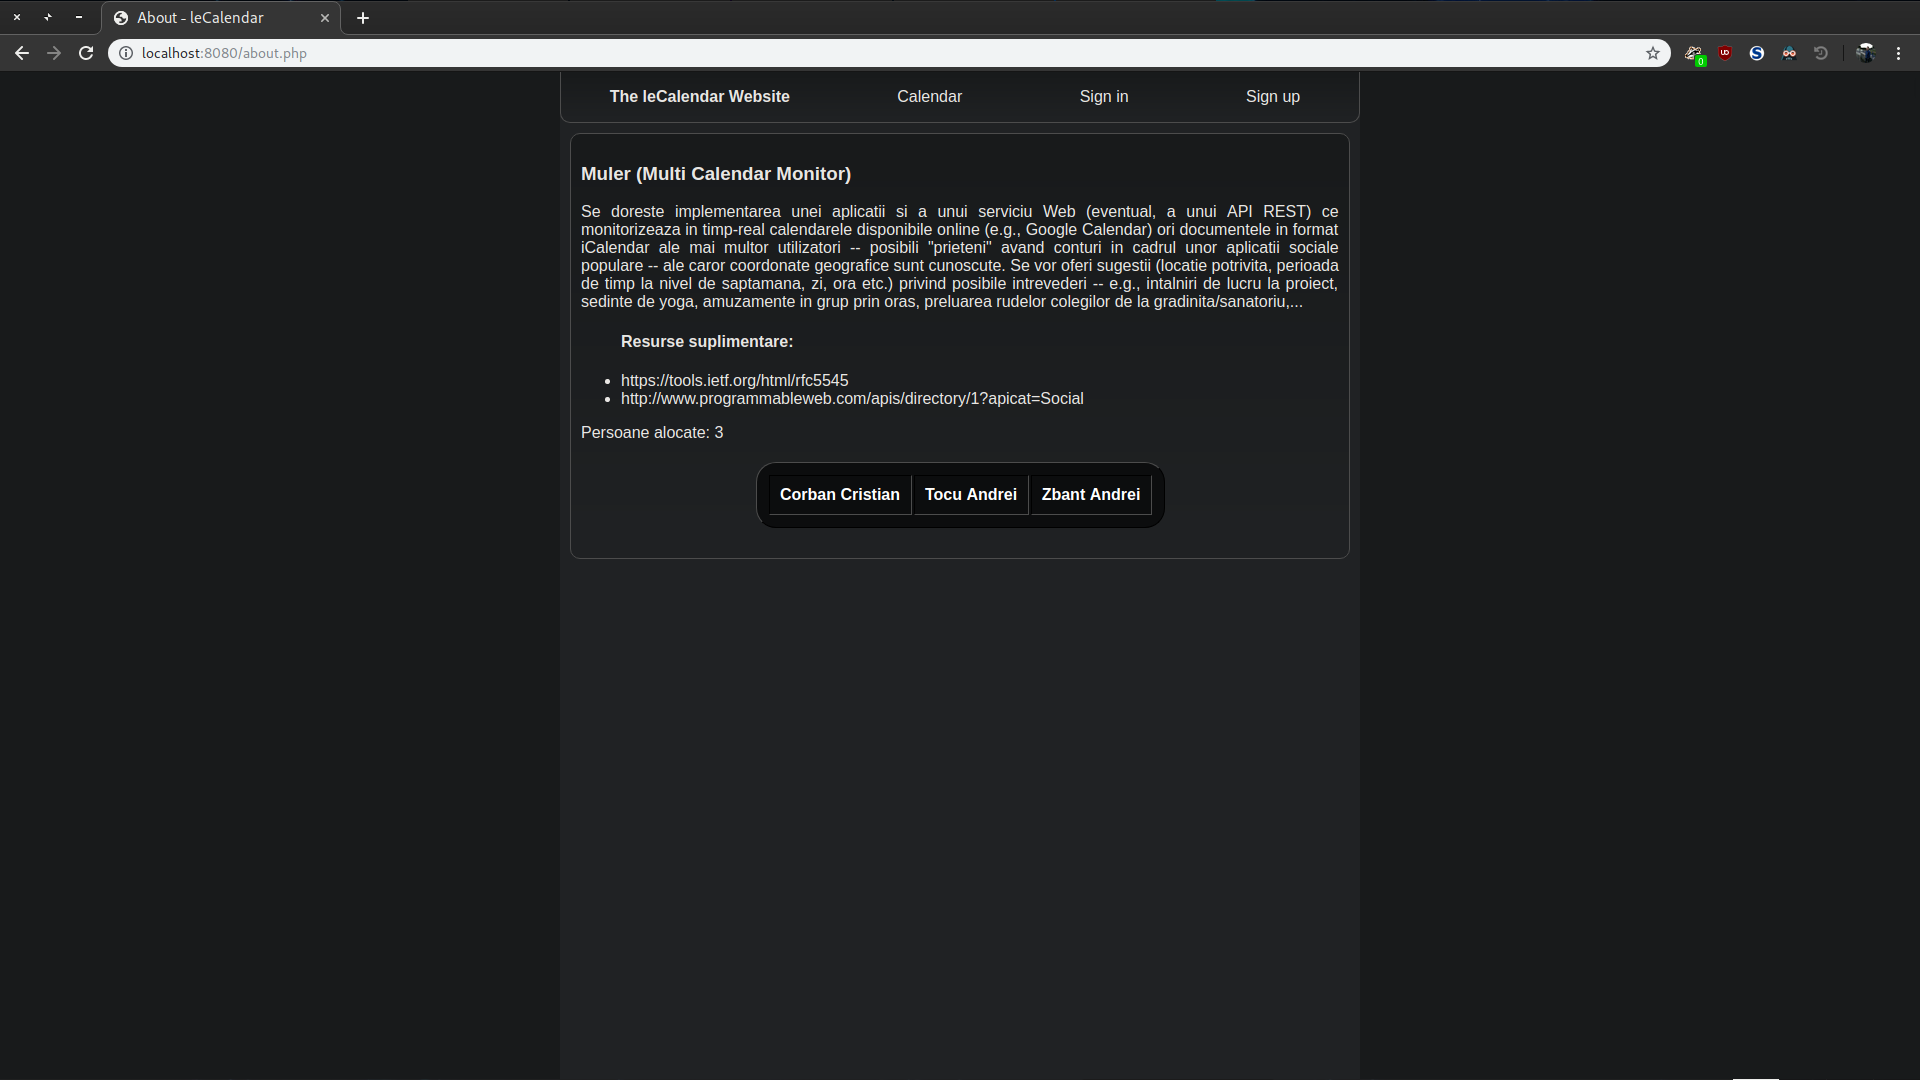 About - leCalendar
localhost:8080/about.php
0
The leCalendar Website Calendar Sign in Sign up
Muler (Multi Calendar Monitor)
Se doreste implementarea unei aplicatii si a unui serviciu Web (eventual, a unui API REST) ce
monitorizeaza in timp-real calendarele disponibile online (e.g., Google Calendar) ori documentele in format
iCalendar ale mai multor utilizatori -- posibili "prieteni" avand conturi in cadrul unor aplicatii sociale
populare -- ale caror coordonate geografice sunt cunoscute. Se vor oferi sugestii (locatie potrivita, perioada
de timp la nivel de saptamana, zi, ora etc.) privind posibile intrevederi -- e.g., intalniri de lucru la proiect,
sedinte de yoga, amuzamente in grup prin oras, preluarea rudelor colegilor de la gradinita/sanatoriu,...
Resurse suplimentare:
https://tools.ietf.org/html/rfc5545
http://www.programmableweb.com/apis/directory/1?apicat=Social
Persoane alocate: 3
Corban Cristian Tocu Andrei Zbant Andrei